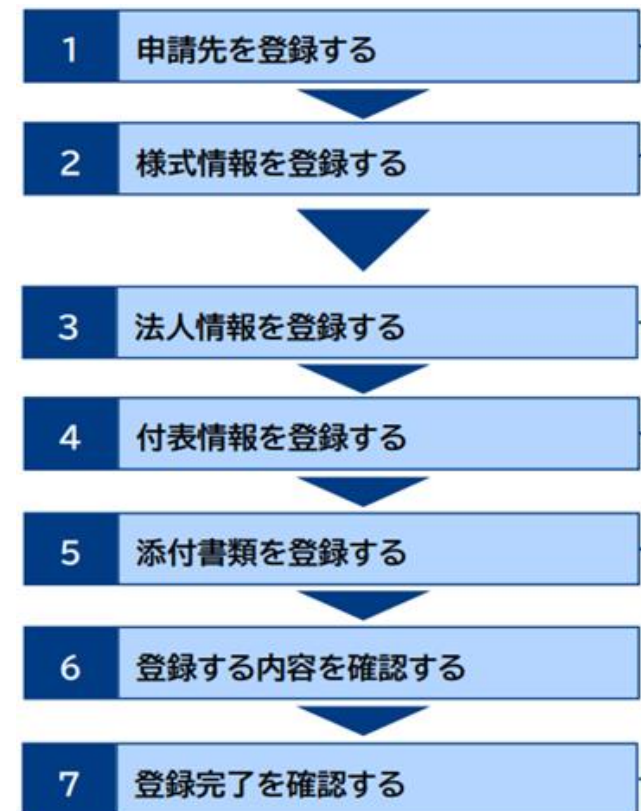 1 申請先を登録する
2 様式情報を登録する
3 法人情報を登録する
4 付表情報を登録する
5 添付書類を登録する
6 登録する内容を確認する
7 登録完了を確認する